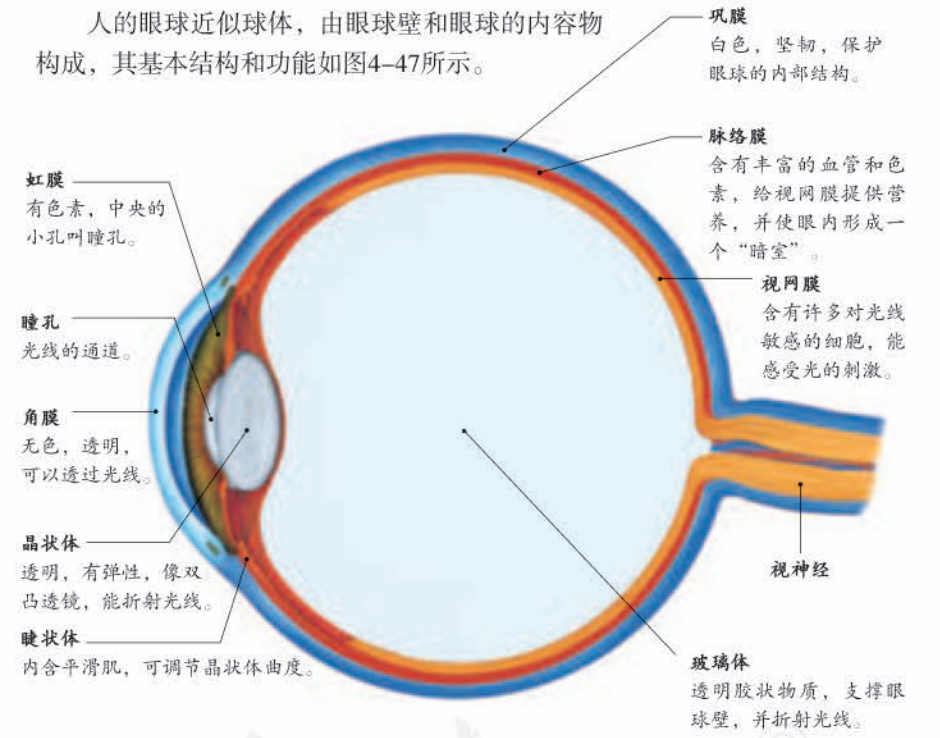 人的眼球近似球体，由眼球壁和眼球的内容物
构成，其基本结构和功能如图4-47所示。
巩膜
白色，坚韧，保护
眼球的内部结构。
脉络膜
含有丰富的血管和色
素，给视网膜提供营
养，并使眼内形成一
个“暗室”。
视网膜
含有许多对光线
敏感的细胞，能
感受光的刺激。
虹膜
有色素，中央的
小孔叫瞳孔。
瞳孔
光线的通道。
角膜
无色，透明，
可以透过光线。
晶状体
透明，有弹性，像双
凸透镜，能折射光线。
睫状体
内含平滑肌，可调节晶状体曲度。
视神经
玻璃体
透明胶状物质，支撑眼
球壁，并折射光线。